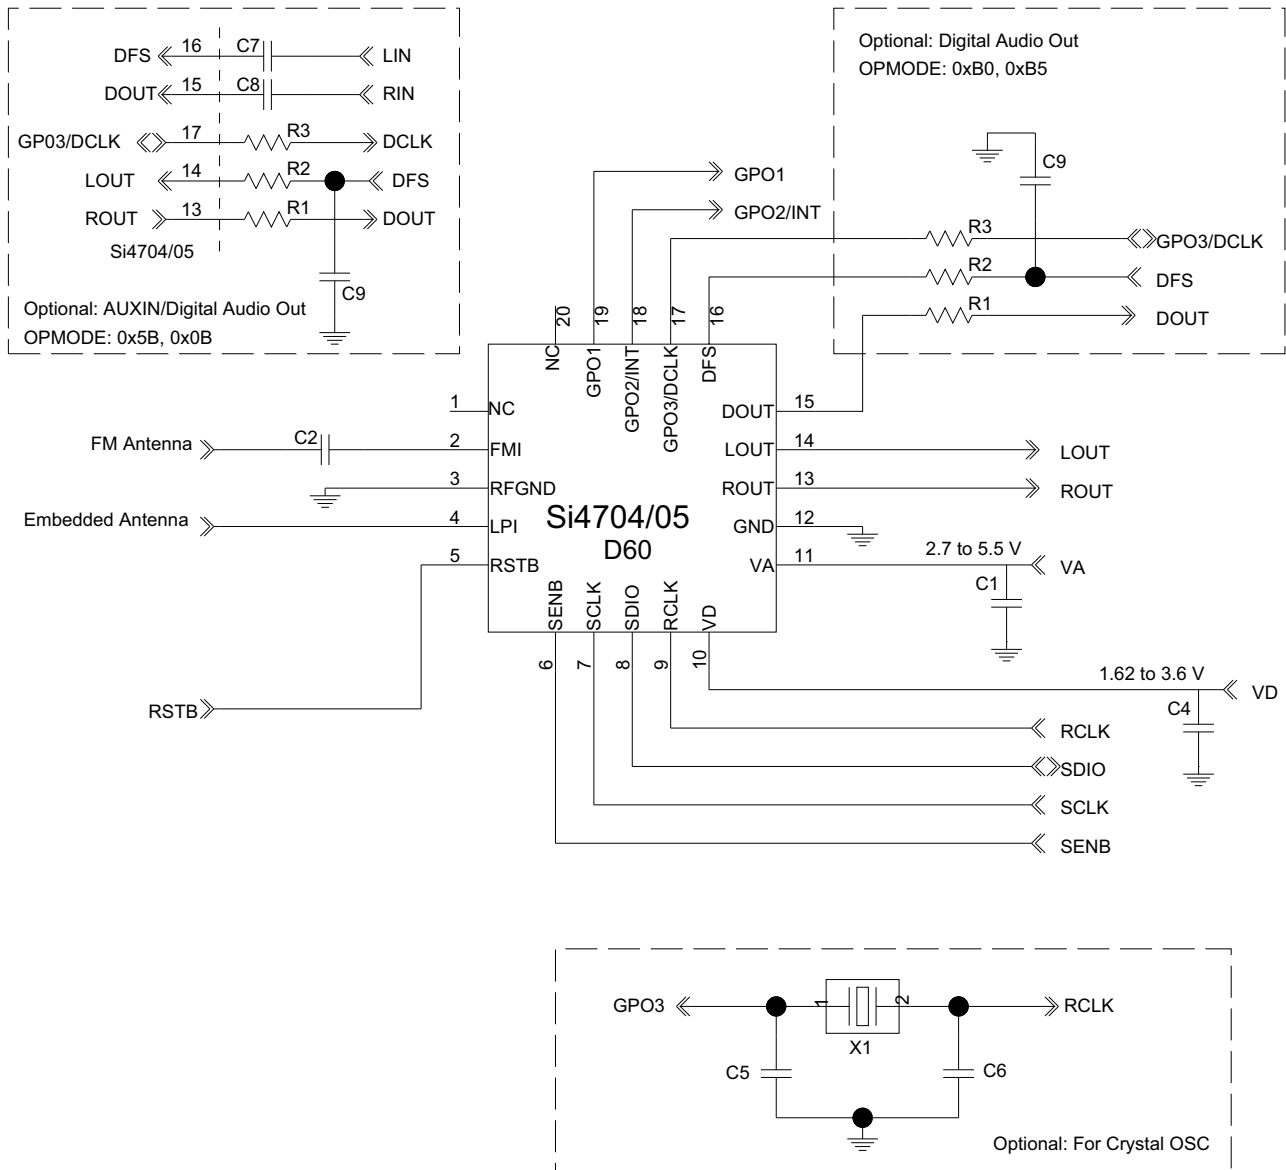 DFS 16 C7 LIN
DOUT 15 C8 RIN
GP03/DCLK 17 R3 DCLK
LOUT 14 R2 DFS
ROUT 13 R1 DOUT
Si4704/05
C9
Optional: AUXIN/Digital Audio Out
OPMODE: 0x5B, 0x0B
Optional: Digital Audio Out
OPMODE: 0xB0, 0xB5
C9
R3 GPO3/DCLK
R2 DFS
R1 DOUT
GPO1
GPO2/INT
20 19 18 17 16
NC GPO1 GPO2/INT GPO3/DCLK DFS
1 NC
FM Antenna C2 2 FMI
3 RFGND
Embedded Antenna 4 LPI
5 RSTB
RSTB
Si4704/05
D60
DOUT 15
LOUT 14 LOUT
ROUT 13 ROUT
GND 12
VA 11 2.7 to 5.5 V VA
C1
SENB SCLK SDIO RCLK VD
6 7 8 9 10
1.62 to 3.6 V VD
C4
RCLK
SDIO
SCLK
SENB
GPO3 1 2 RCLK
X1
C5 C6
Optional: For Crystal OSC